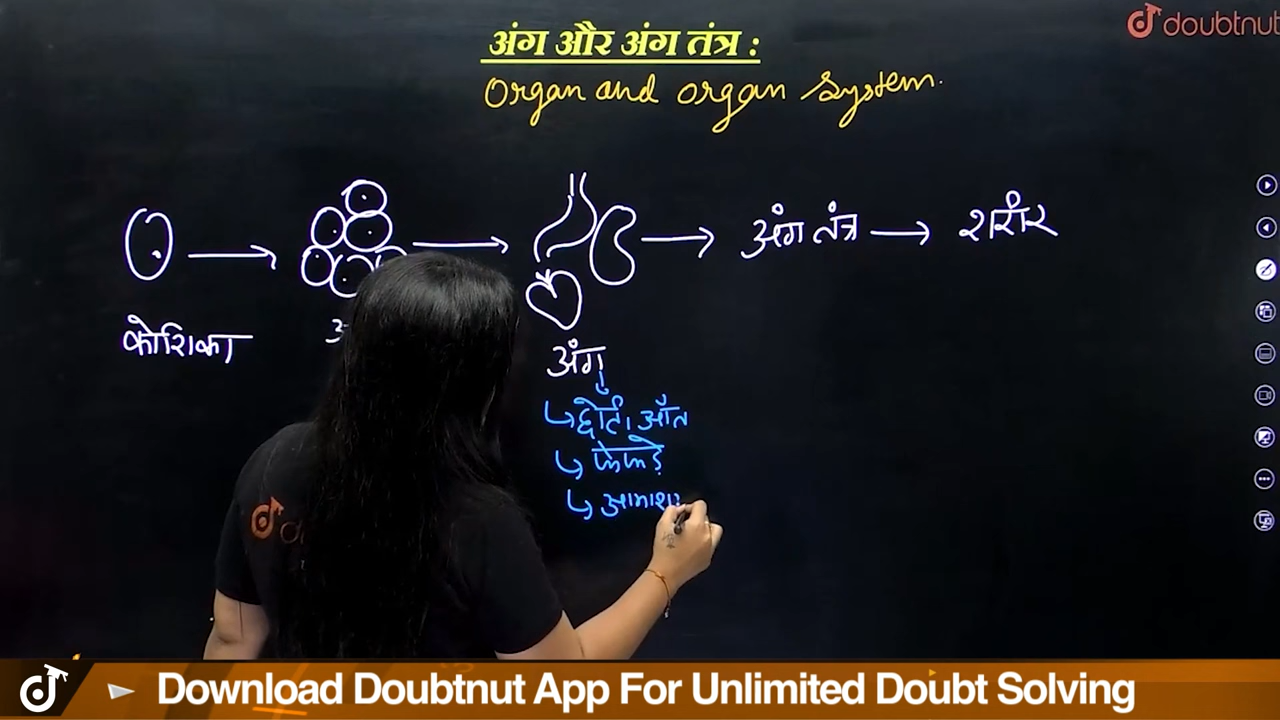 doubtnut
अंग और अंग तंत्र :
Organ and organ system.
अंग तंत्र → शरीर
कोशिका
अंग
छोटी आँत
फेफड़े
Download Doubtnut App For Unlimited Doubt Solving